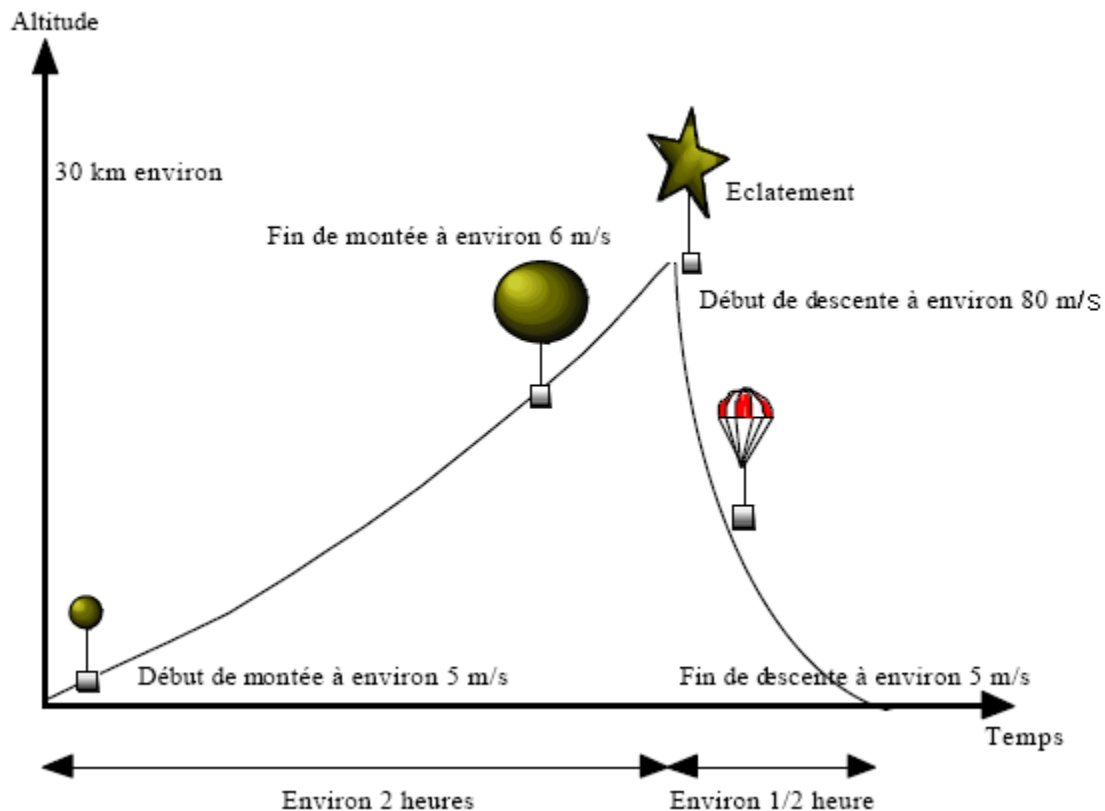 Altitude
30 km environ
Eclatement
Fin de montée à environ 6 m/s
Début de descente à environ 80 m/s
Début de montée à environ 5 m/s
Fin de descente à environ 5 m/s
Temps
Environ 2 heures
Environ 1/2 heure